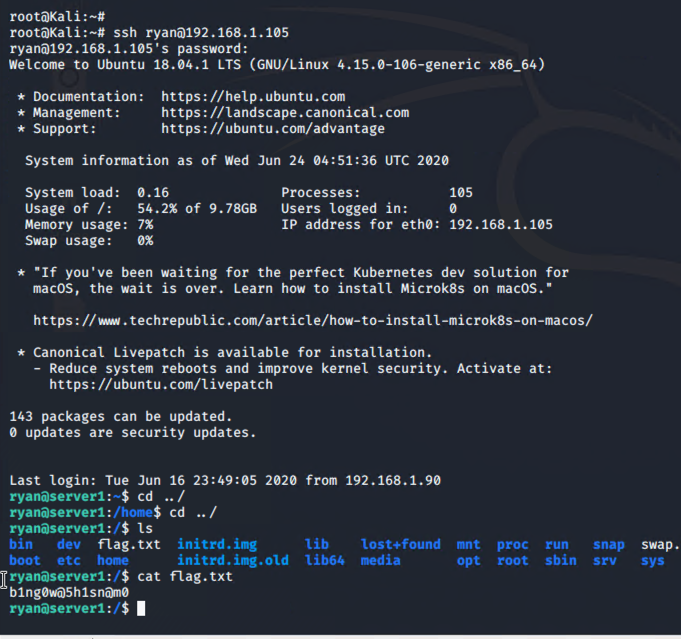 root@Kali:~#
root@Kali:~# ssh ryan@192.168.1.105
ryan@192.168.1.105's password:
Welcome to Ubuntu 18.04.1 LTS (GNU/Linux 4.15.0-106-generic x86_64)

 * Documentation:  https://help.ubuntu.com
 * Management:     https://landscape.canonical.com
 * Support:        https://ubuntu.com/advantage

  System information as of Wed Jun 24 04:51:36 UTC 2020

  System load:  0.16              Processes:           105
  Usage of /:   54.2% of 9.78GB   Users logged in:     0
  Memory usage: 7%                IP address for eth0: 192.168.1.105
  Swap usage:   0%

 * "If you've been waiting for the perfect Kubernetes dev solution for
   macOS, the wait is over. Learn how to install Microk8s on macOS."

   https://www.techrepublic.com/article/how-to-install-microk8s-on-macos/

 * Canonical Livepatch is available for installation.
   - Reduce system reboots and improve kernel security. Activate at:
     https://ubuntu.com/livepatch

143 packages can be updated.
0 updates are security updates.

Last login: Tue Jun 16 23:49:05 2020 from 192.168.1.90
ryan@server1:~$ cd ../
ryan@server1:/home$ cd ../
ryan@server1:/$ ls
bin   dev  flag.txt  initrd.img      lib    lost+found  mnt  proc  run   snap  swap.
boot  etc  home      initrd.img.old  lib64  media       opt  root  sbin  srv   sys
ryan@server1:/$ cat flag.txt
b1ng0w@5h1sn@m0
ryan@server1:/$